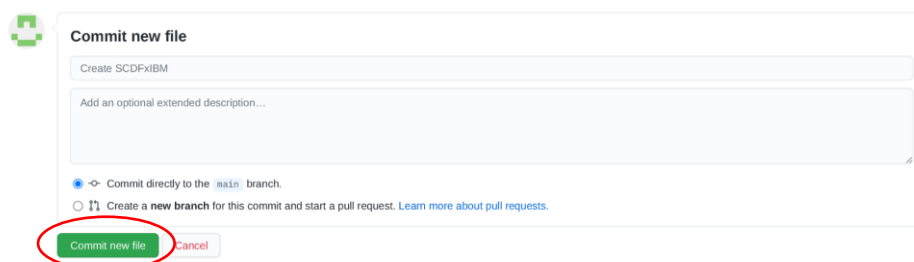 Commit new file
Create SCDFxIBM
Add an optional extended description...
Commit directly to the main branch.
Create a new branch for this commit and start a pull request. Learn more about pull requests.
Commit new file Cancel